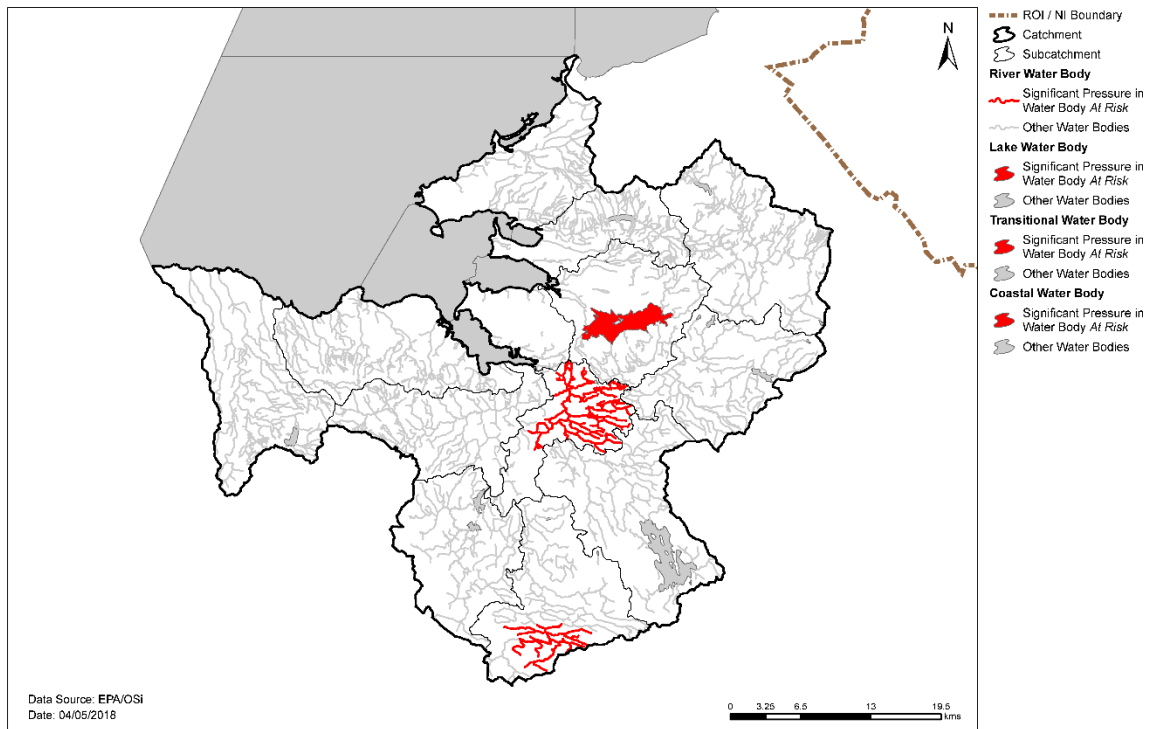 N
ROI / NI Boundary
Catchment
Subcatchment
River Water Body
Significant Pressure in
Water Body At Risk
Other Water Bodies
Lake Water Body
Significant Pressure in
Water Body At Risk
Other Water Bodies
Transitional Water Body
Significant Pressure in
Water Body At Risk
Other Water Bodies
Coastal Water Body
Significant Pressure in
Water Body At Risk
Other Water Bodies
Data Source: EPA/OSi
Date: 04/05/2018
0 3.25 6.5 13 19.5
kms